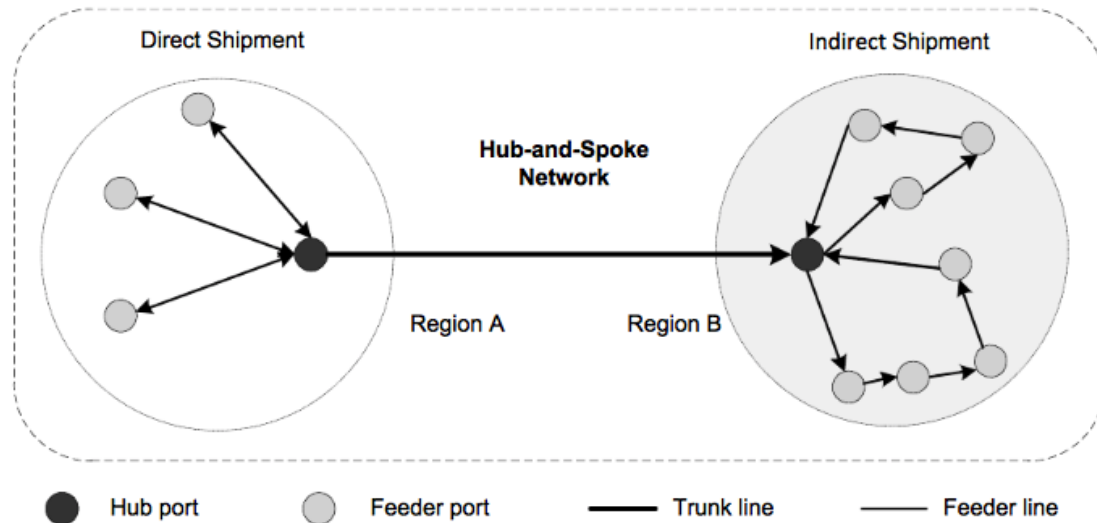 Direct Shipment
Indirect Shipment
Hub-and-Spoke
Network
Region A
Region B
Hub port
Feeder port
Trunk line
Feeder line